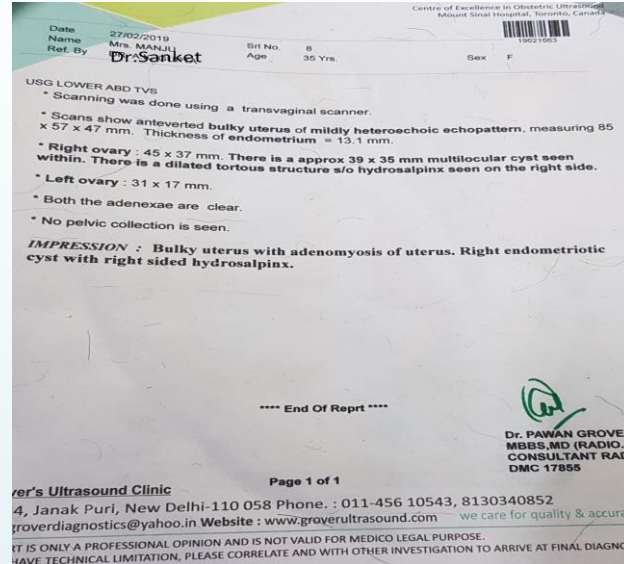 Centre of Excellence in Obstetric Ultrasound
Mount Sinai Hospital, Toronto, Canada
19021663
Date 27/02/2019
Name Mrs. MANJU Srl No. 8
Ref. By Dr.Sanket Age 35 Yrs. Sex F
USG LOWER ABD TVS
* Scanning was done using a transvaginal scanner.
* Scans show anteverted bulky uterus of mildly heteroechoic echopattern, measuring 85
x 57 x 47 mm. Thickness of endometrium = 13.1 mm.
* Right ovary : 45 x 37 mm. There is a approx 39 x 35 mm multilocular cyst seen
within. There is a dilated tortous structure s/o hydrosalpinx seen on the right side.
* Left ovary : 31 x 17 mm.
* Both the adenexae are clear.
* No pelvic collection is seen.
IMPRESSION : Bulky uterus with adenomyosis of uterus. Right endometriotic
cyst with right sided hydrosalpinx.
**** End Of Reprt ****
Dr. PAWAN GROVE
MBBS,MD (RADIO.
CONSULTANT RAD
DMC 17855
Page 1 of 1
ver's Ultrasound Clinic
4, Janak Puri, New Delhi-110 058 Phone. : 011-456 10543, 8130340852
groverdiagnostics@yahoo.in Website : www.groverultrasound.com we care for quality & accura
RT IS ONLY A PROFESSIONAL OPINION AND IS NOT VALID FOR MEDICO LEGAL PURPOSE.
HAVE TECHNICAL LIMITATION, PLEASE CORRELATE AND WITH OTHER INVESTIGATION TO ARRIVE AT FINAL DIAGNO